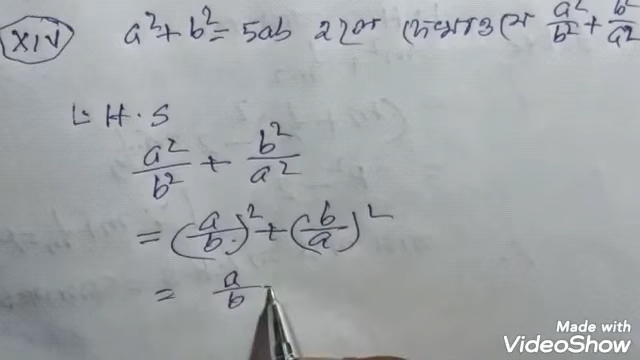 (XIV) a² + b² = 5ab হলে দেখাও যে a²/b² + b²/a²
L.H.S
a²/b² + b²/a²
= (a/b)² + (b/a)²
= a/b
Made with
VideoShow